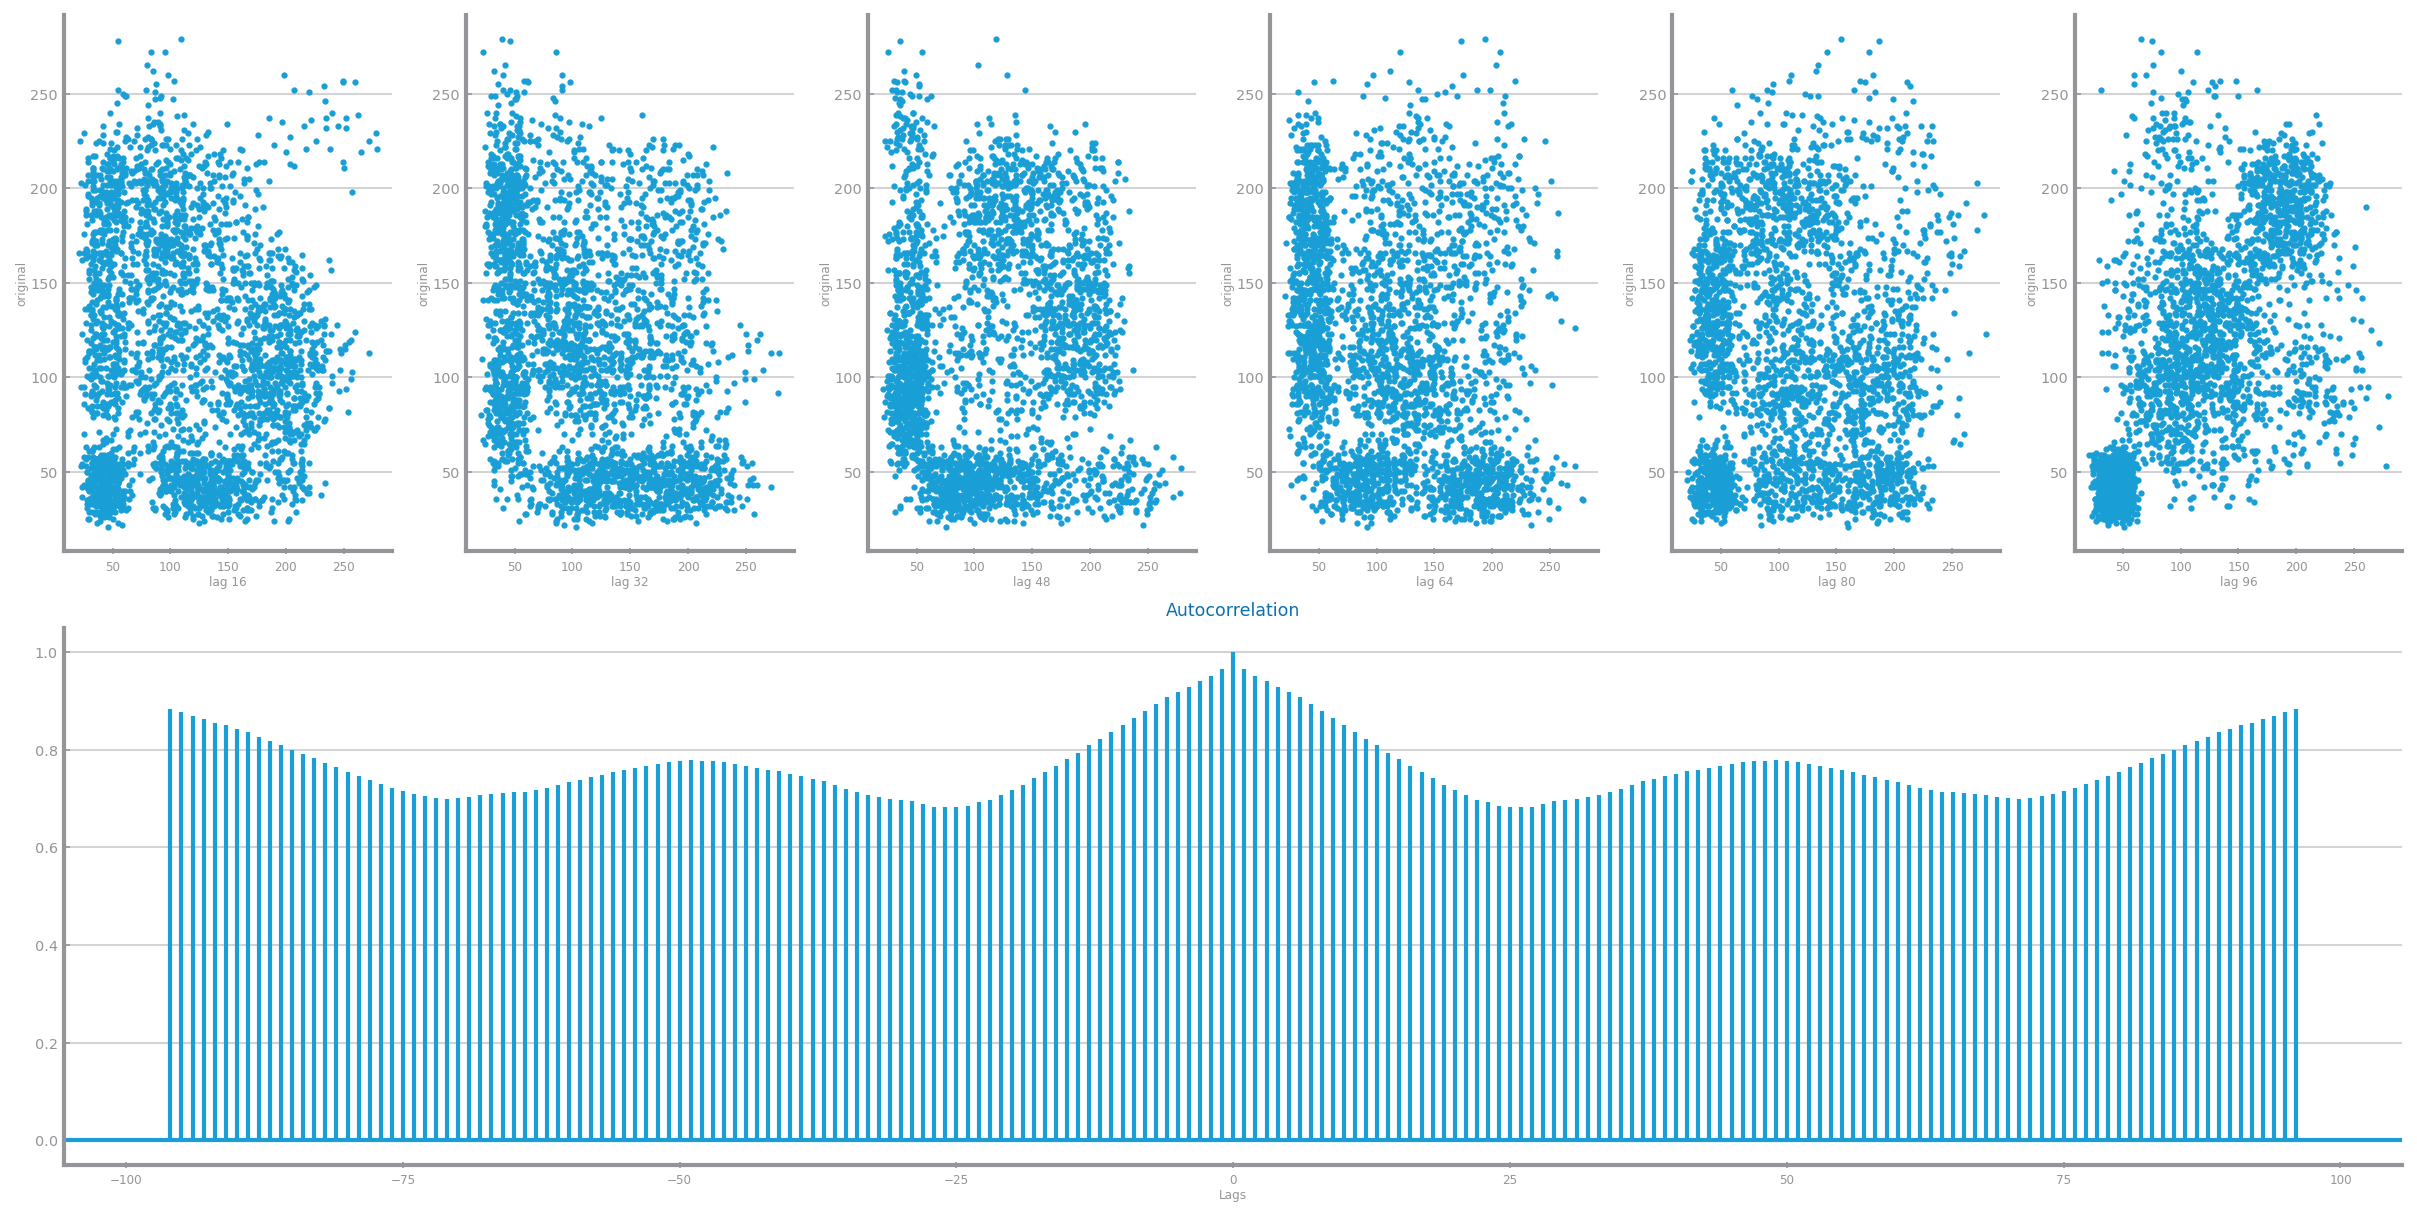 250 250 250 250 250 250
200 200 200 200 200 200
original original original original original original
150 150 150 150 150 150
100 100 100 100 100 100
50 50 50 50 50 50
50 100 150 200 250 50 100 150 200 250 50 100 150 200 250 50 100 150 200 250 50 100 150 200 250 50 100 150 200 250
lag 16 lag 32 lag 48 lag 64 lag 80 lag 96
Autocorrelation
1.0
0.8
0.6
0.4
0.2
0.0
−100 −75 −50 −25 0 25 50 75 100
Lags